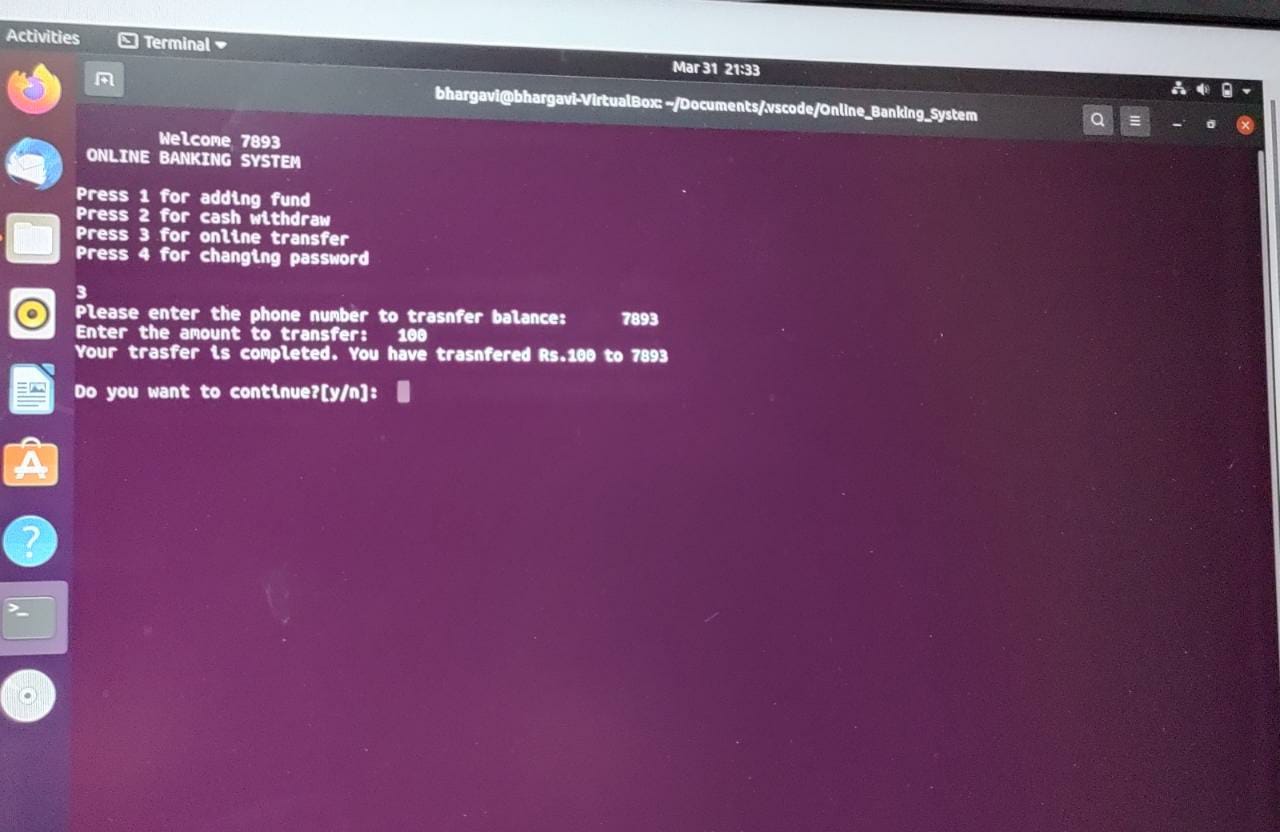 Activities
Terminal
Mar 31 21:33
bhargavi@bhargavi-VirtualBox: ~/Documents/.vscode/Online_Banking_System
Welcome 7893
ONLINE BANKING SYSTEM
Press 1 for adding fund
Press 2 for cash withdraw
Press 3 for online transfer
Press 4 for changing password
3
Please enter the phone number to trasnfer balance: 7893
Enter the amount to transfer: 100
Your trasfer is completed. You have trasnfered Rs.100 to 7893
Do you want to continue?[y/n]: